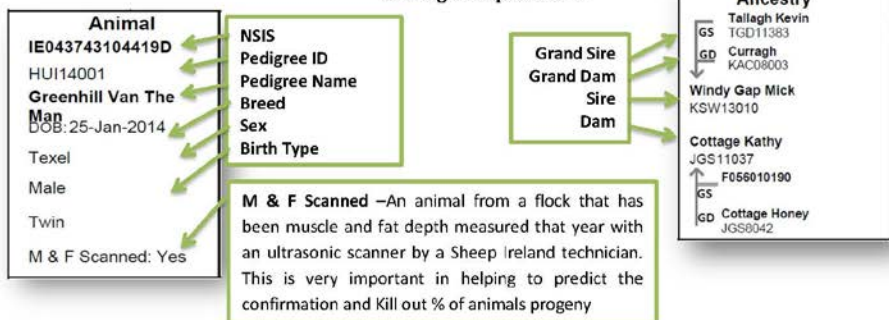 Animal
IE043743104419D
HUI14001
Greenhill Van The
Man
DOB: 25-Jan-2014
Texel
Male
Twin
M & F Scanned: Yes
NSIS
Pedigree ID
Pedigree Name
Breed
Sex
Birth Type
M & F Scanned –An animal from a flock that has
been muscle and fat depth measured that year with
an ultrasonic scanner by a Sheep Ireland technician.
This is very important in helping to predict the
confirmation and Kill out % of animals progeny
Grand Sire
Grand Dam
Sire
Dam
Ancestry
Tallagh Kevin
GS TGD11383
GD Curragh
KAC08003
Windy Gap Mick
KSW13010
Cottage Kathy
JGS11037
F056010190
GS
GD Cottage Honey
JGS8042